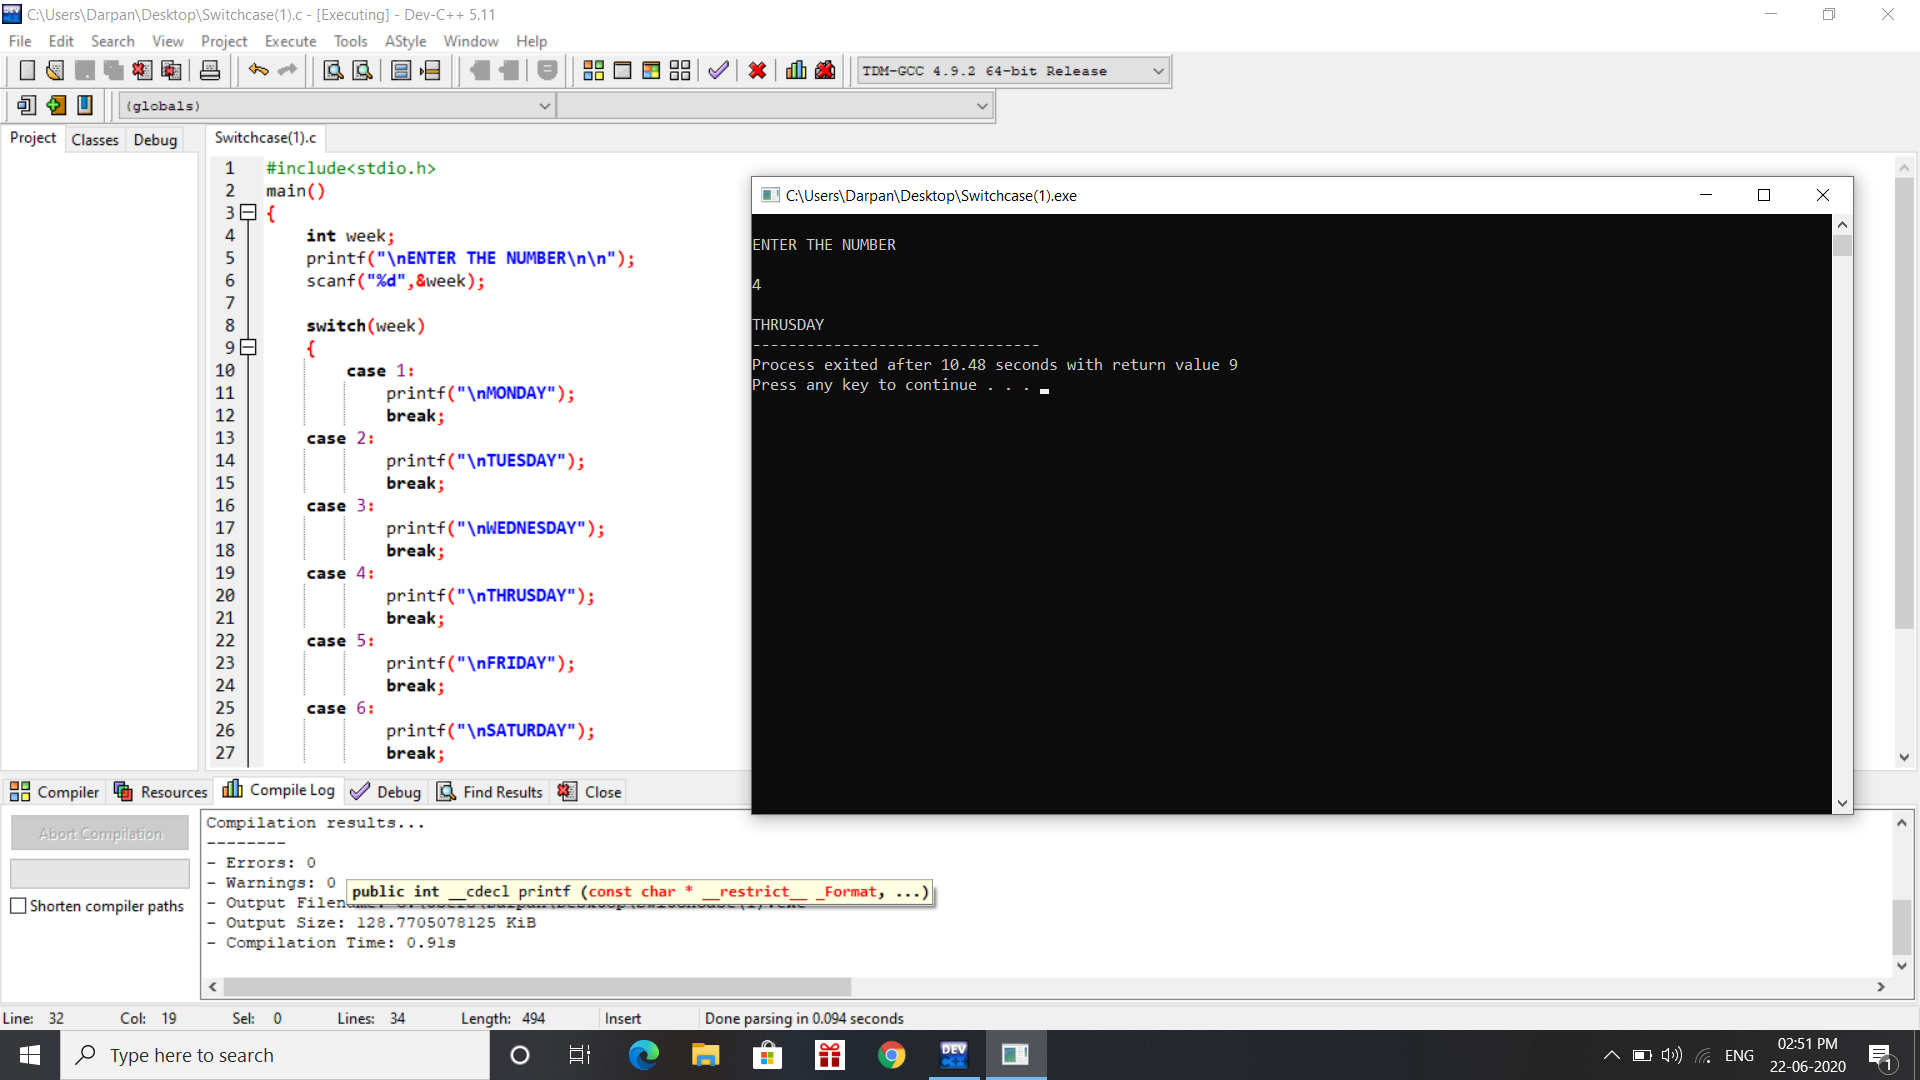 C:\Users\Darpan\Desktop\Switchcase(1).c - [Executing] - Dev-C++ 5.11
File Edit Search View Project Execute Tools AStyle Window Help
TDM-GCC 4.9.2 64-bit Release
(globals)
Project Classes Debug
Switchcase(1).c
1 #include<stdio.h>
2 main()
3 {
4 int week;
5 printf("\nENTER THE NUMBER\n\n");
6 scanf("%d",&week);
7
8 switch(week)
9 {
10 case 1:
11 printf("\nMONDAY");
12 break;
13 case 2:
14 printf("\nTUESDAY");
15 break;
16 case 3:
17 printf("\nWEDNESDAY");
18 break;
19 case 4:
20 printf("\nTHRUSDAY");
21 break;
22 case 5:
23 printf("\nFRIDAY");
24 break;
25 case 6:
26 printf("\nSATURDAY");
27 break;
C:\Users\Darpan\Desktop\Switchcase(1).exe
ENTER THE NUMBER
4
THRUSDAY
--------------------------------
Process exited after 10.48 seconds with return value 9
Press any key to continue . . .
Compiler Resources Compile Log Debug Find Results Close
Abort Compilation
Shorten compiler paths
Compilation results...
--------
- Errors: 0
- Warnings: 0
public int __cdecl printf (const char * __restrict__ _Format, ...)
- Output
- Output Size: 128.7705078125 KiB
- Compilation Time: 0.91s
Line: 32 Col: 19 Sel: 0 Lines: 34 Length: 494 Insert Done parsing in 0.094 seconds
Type here to search
DEV C++
ENG
02:51 PM
22-06-2020
1